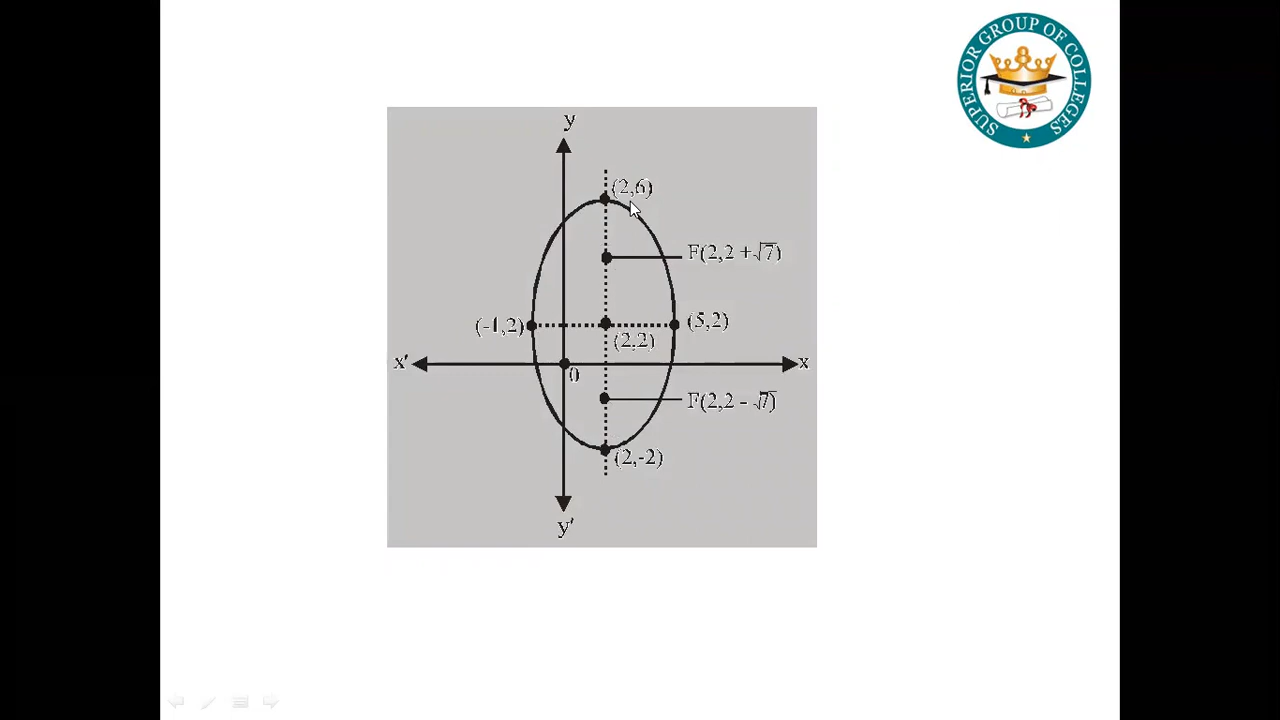 SUPERIOR GROUP OF COLLEGES
y
(2,6)
F(2,2 + √7)
(-1,2)
(5,2)
(2,2)
x'
x
0
F(2,2 - √7)
(2,-2)
y'